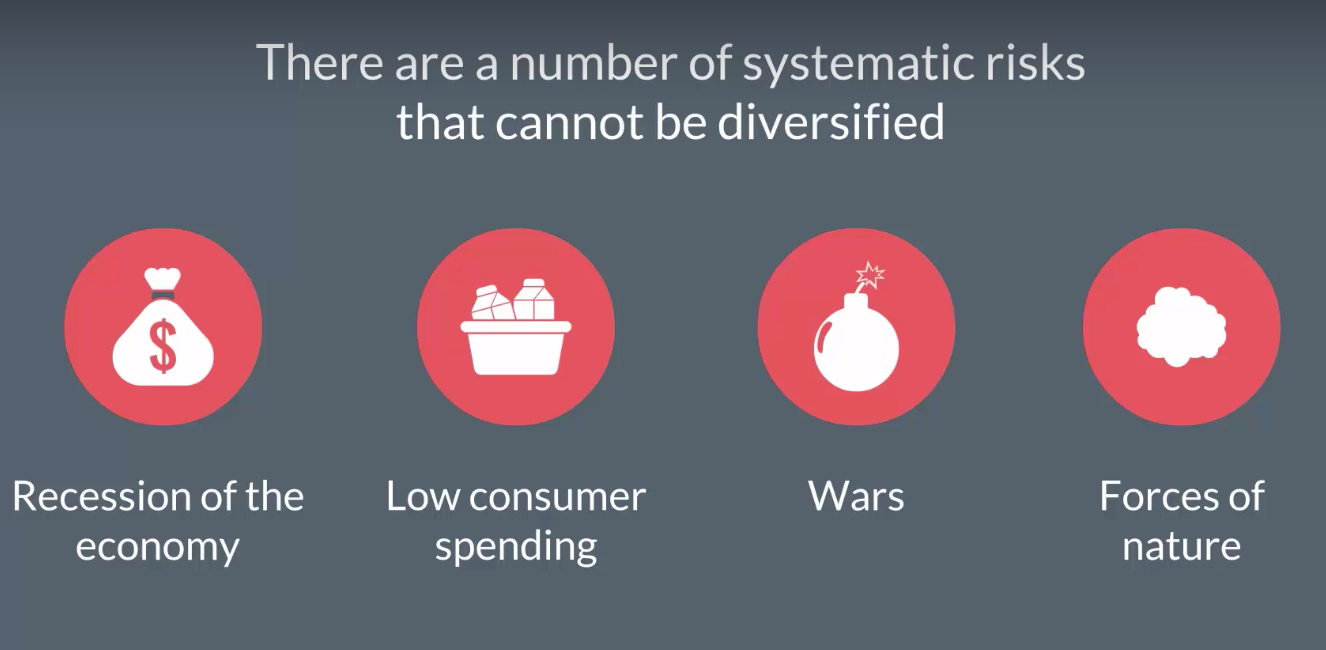 There are a number of systematic risks
that cannot be diversified
$
Recession of the
economy
Low consumer
spending
Wars
Forces of
nature